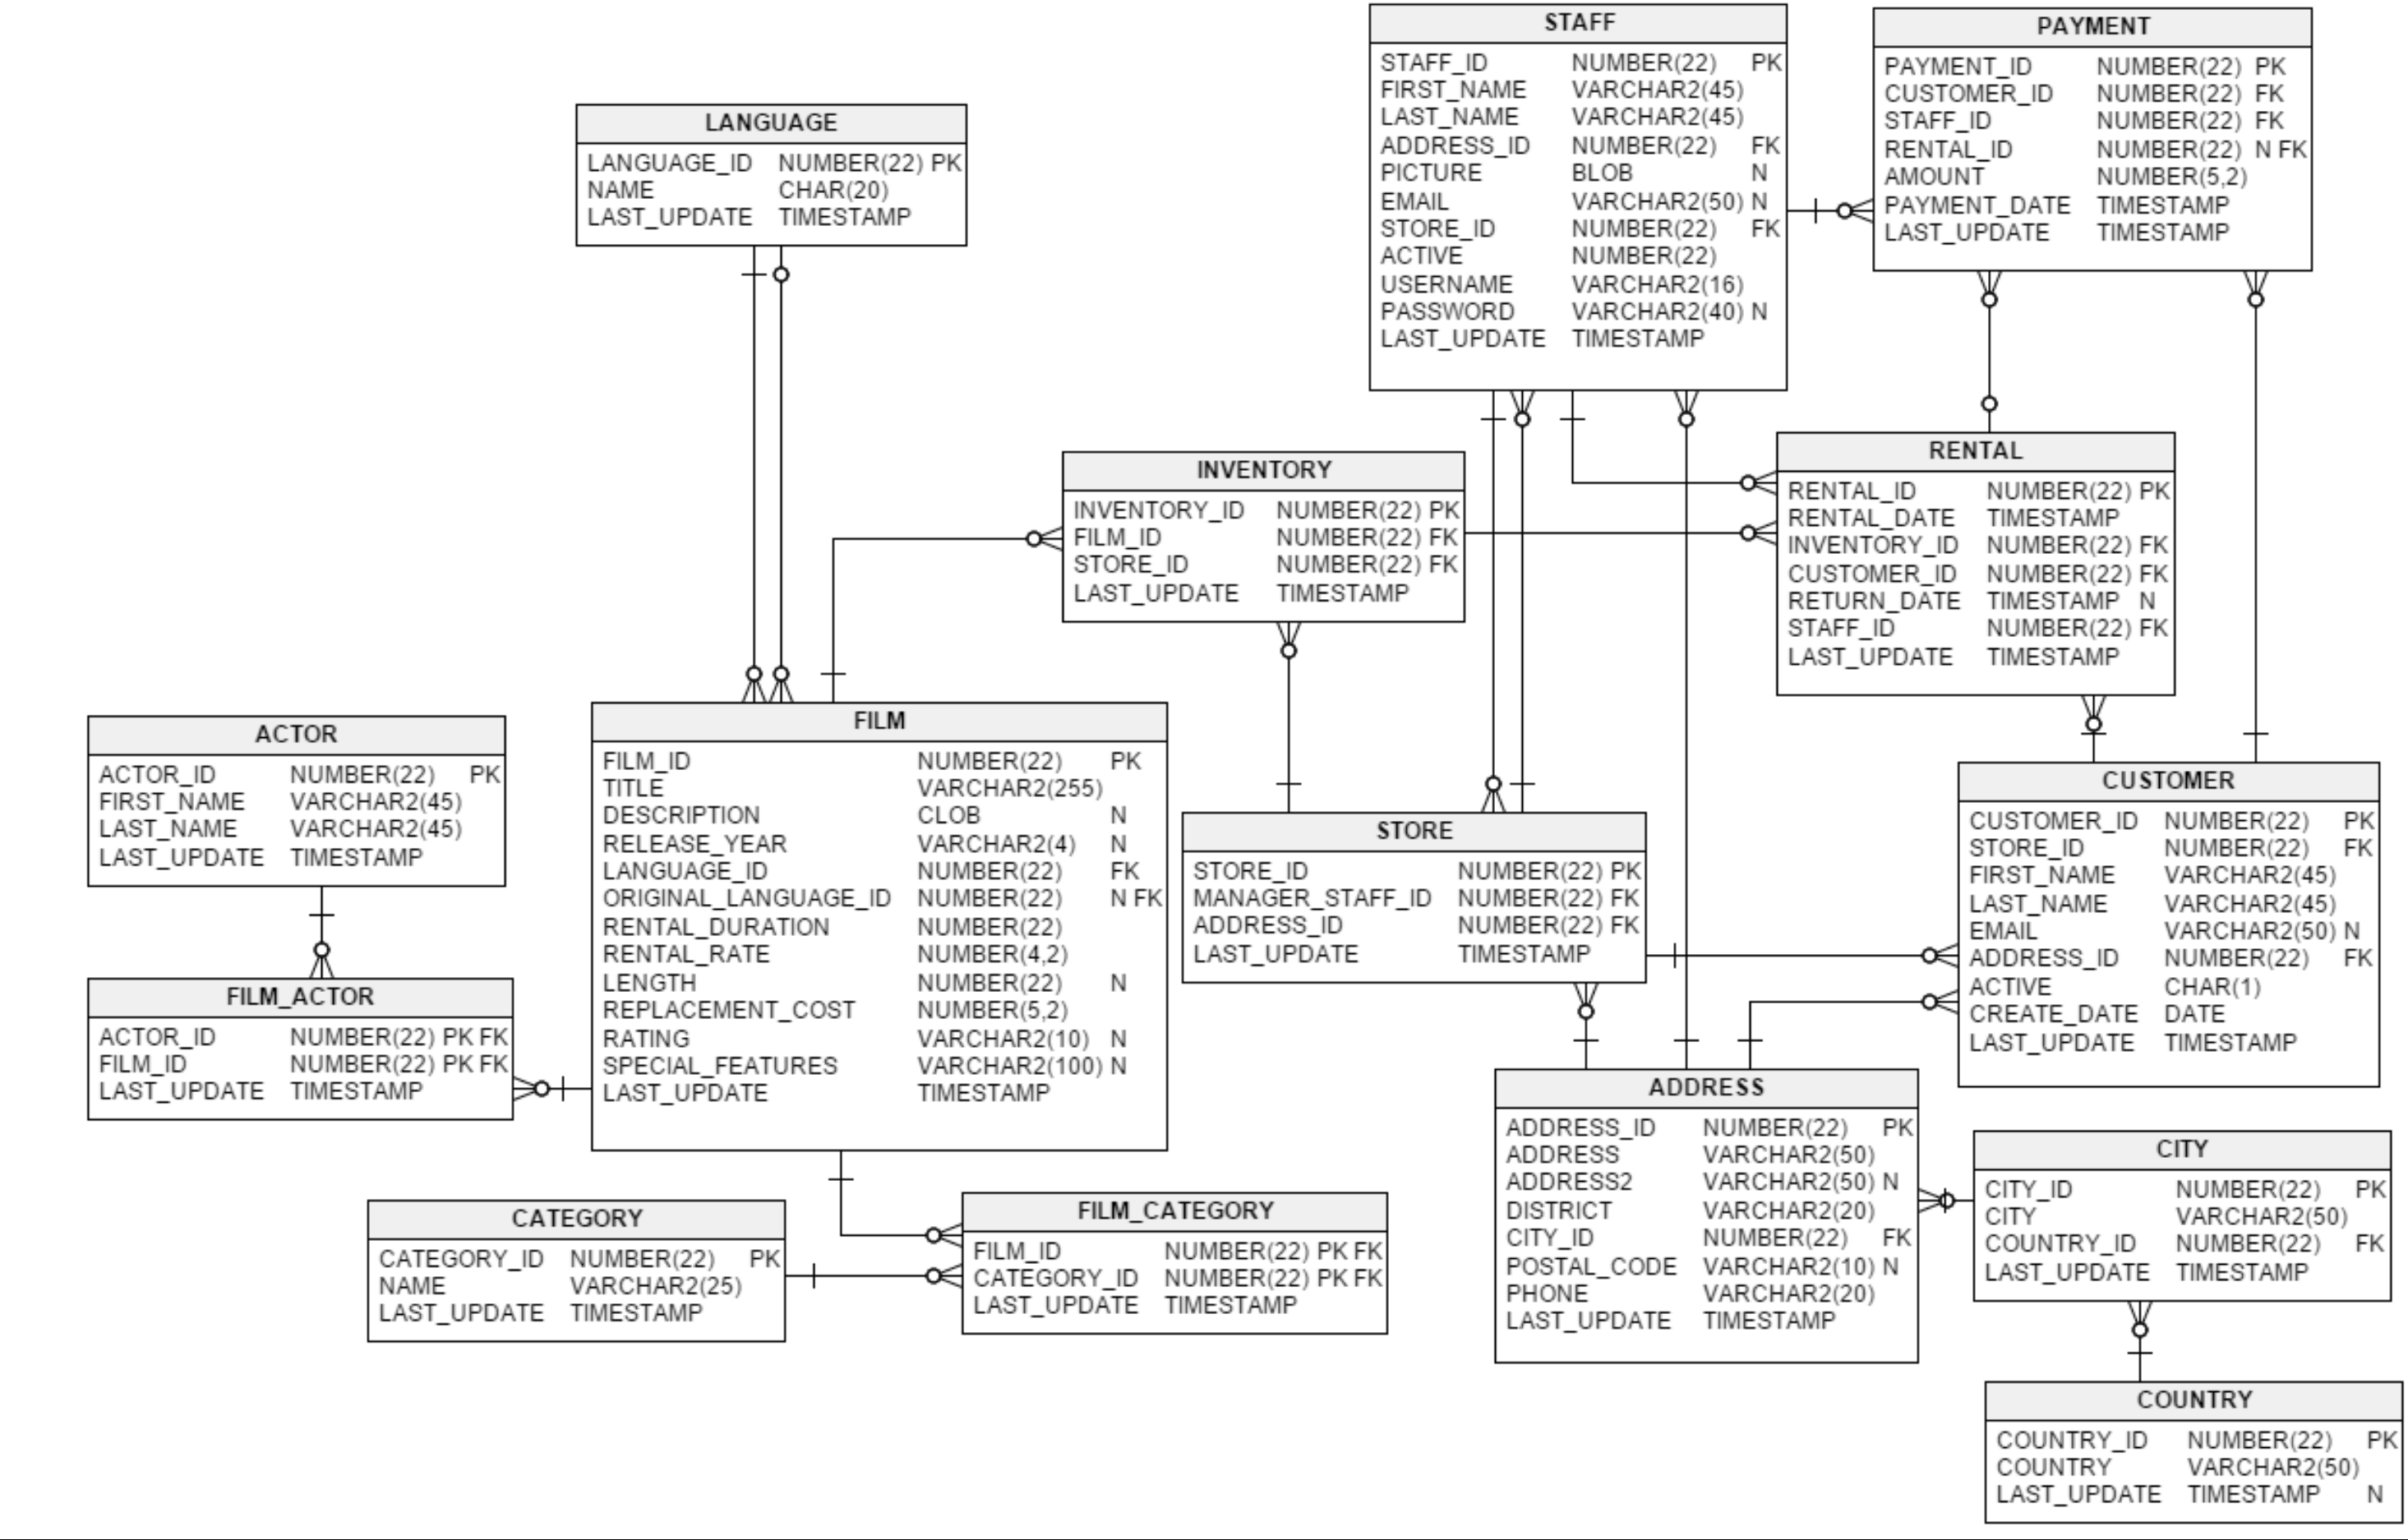 STAFF
STAFF_ID NUMBER(22) PK
FIRST_NAME VARCHAR2(45)
LAST_NAME VARCHAR2(45)
ADDRESS_ID NUMBER(22) FK
PICTURE BLOB N
EMAIL VARCHAR2(50) N
STORE_ID NUMBER(22) FK
ACTIVE NUMBER(22)
USERNAME VARCHAR2(16)
PASSWORD VARCHAR2(40) N
LAST_UPDATE TIMESTAMP
PAYMENT
PAYMENT_ID NUMBER(22) PK
CUSTOMER_ID NUMBER(22) FK
STAFF_ID NUMBER(22) FK
RENTAL_ID NUMBER(22) N FK
AMOUNT NUMBER(5,2)
PAYMENT_DATE TIMESTAMP
LAST_UPDATE TIMESTAMP
LANGUAGE
LANGUAGE_ID NUMBER(22) PK
NAME CHAR(20)
LAST_UPDATE TIMESTAMP
INVENTORY
INVENTORY_ID NUMBER(22) PK
FILM_ID NUMBER(22) FK
STORE_ID NUMBER(22) FK
LAST_UPDATE TIMESTAMP
RENTAL
RENTAL_ID NUMBER(22) PK
RENTAL_DATE TIMESTAMP
INVENTORY_ID NUMBER(22) FK
CUSTOMER_ID NUMBER(22) FK
RETURN_DATE TIMESTAMP N
STAFF_ID NUMBER(22) FK
LAST_UPDATE TIMESTAMP
ACTOR
ACTOR_ID NUMBER(22) PK
FIRST_NAME VARCHAR2(45)
LAST_NAME VARCHAR2(45)
LAST_UPDATE TIMESTAMP
FILM
FILM_ID NUMBER(22) PK
TITLE VARCHAR2(255)
DESCRIPTION CLOB N
RELEASE_YEAR VARCHAR2(4) N
LANGUAGE_ID NUMBER(22) FK
ORIGINAL_LANGUAGE_ID NUMBER(22) N FK
RENTAL_DURATION NUMBER(22)
RENTAL_RATE NUMBER(4,2)
LENGTH NUMBER(22) N
REPLACEMENT_COST NUMBER(5,2)
RATING VARCHAR2(10) N
SPECIAL_FEATURES VARCHAR2(100) N
LAST_UPDATE TIMESTAMP
STORE
STORE_ID NUMBER(22) PK
MANAGER_STAFF_ID NUMBER(22) FK
ADDRESS_ID NUMBER(22) FK
LAST_UPDATE TIMESTAMP
CUSTOMER
CUSTOMER_ID NUMBER(22) PK
STORE_ID NUMBER(22) FK
FIRST_NAME VARCHAR2(45)
LAST_NAME VARCHAR2(45)
EMAIL VARCHAR2(50) N
ADDRESS_ID NUMBER(22) FK
ACTIVE CHAR(1)
CREATE_DATE DATE
LAST_UPDATE TIMESTAMP
FILM_ACTOR
ACTOR_ID NUMBER(22) PK FK
FILM_ID NUMBER(22) PK FK
LAST_UPDATE TIMESTAMP
ADDRESS
ADDRESS_ID NUMBER(22) PK
ADDRESS VARCHAR2(50)
ADDRESS2 VARCHAR2(50) N
DISTRICT VARCHAR2(20)
CITY_ID NUMBER(22) FK
POSTAL_CODE VARCHAR2(10) N
PHONE VARCHAR2(20)
LAST_UPDATE TIMESTAMP
CITY
CITY_ID NUMBER(22) PK
CITY VARCHAR2(50)
COUNTRY_ID NUMBER(22) FK
LAST_UPDATE TIMESTAMP
CATEGORY
CATEGORY_ID NUMBER(22) PK
NAME VARCHAR2(25)
LAST_UPDATE TIMESTAMP
FILM_CATEGORY
FILM_ID NUMBER(22) PK FK
CATEGORY_ID NUMBER(22) PK FK
LAST_UPDATE TIMESTAMP
COUNTRY
COUNTRY_ID NUMBER(22) PK
COUNTRY VARCHAR2(50)
LAST_UPDATE TIMESTAMP N